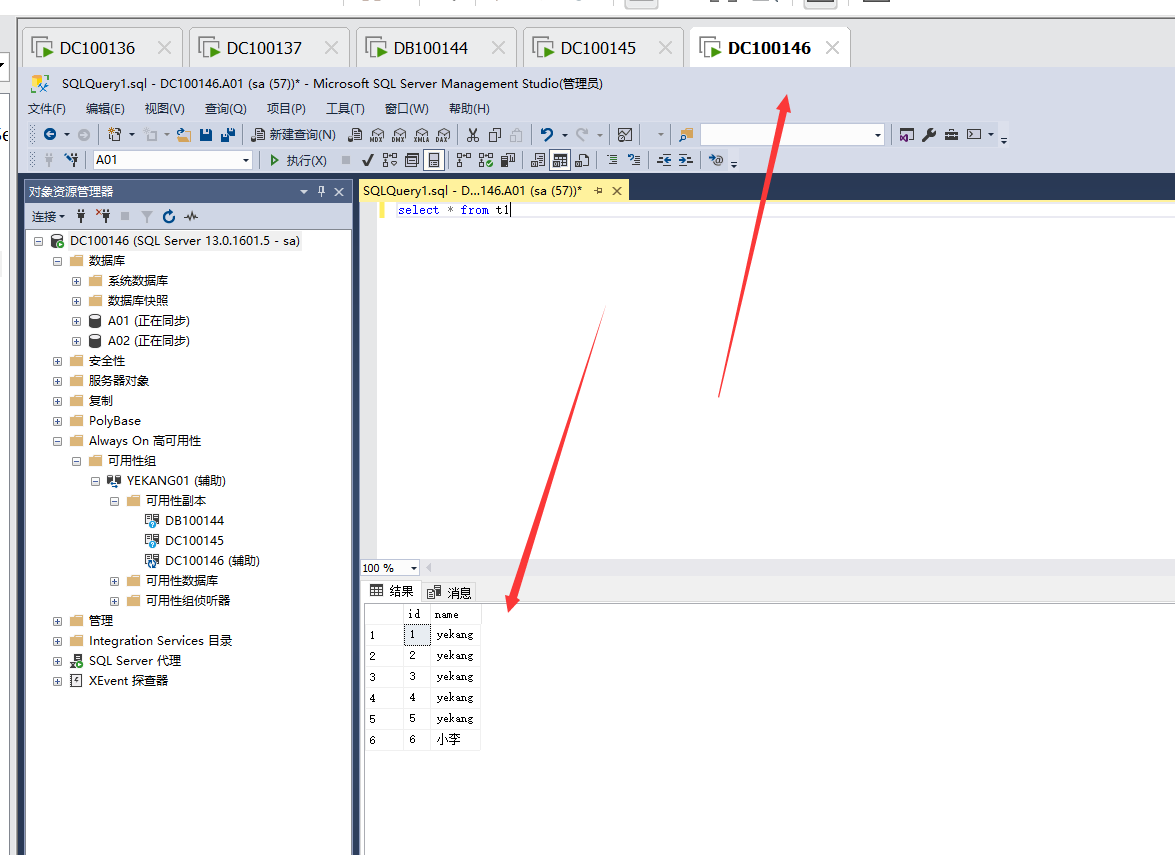 DC100136
DC100137
DB100144
DC100145
DC100146
SQLQuery1.sql - DC100146.A01 (sa (57))* - Microsoft SQL Server Management Studio(管理员)
文件(F) 编辑(E) 视图(V) 查询(Q) 项目(P) 工具(T) 窗口(W) 帮助(H)
新建查询(N) MDX DMX XMLA DAX
A01 执行(X)
对象资源管理器
SQLQuery1.sql - D...146.A01 (sa (57))*
连接
select * from t1
DC100146 (SQL Server 13.0.1601.5 - sa)
数据库
系统数据库
数据库快照
A01 (正在同步)
A02 (正在同步)
安全性
服务器对象
复制
PolyBase
Always On 高可用性
可用性组
YEKANG01 (辅助)
可用性副本
DB100144
DC100145
DC100146 (辅助)
可用性数据库
可用性组侦听器
管理
Integration Services 目录
SQL Server 代理
XEvent 探查器
100 %
结果 消息
id name
1 1 yekang
2 2 yekang
3 3 yekang
4 4 yekang
5 5 yekang
6 6 小李